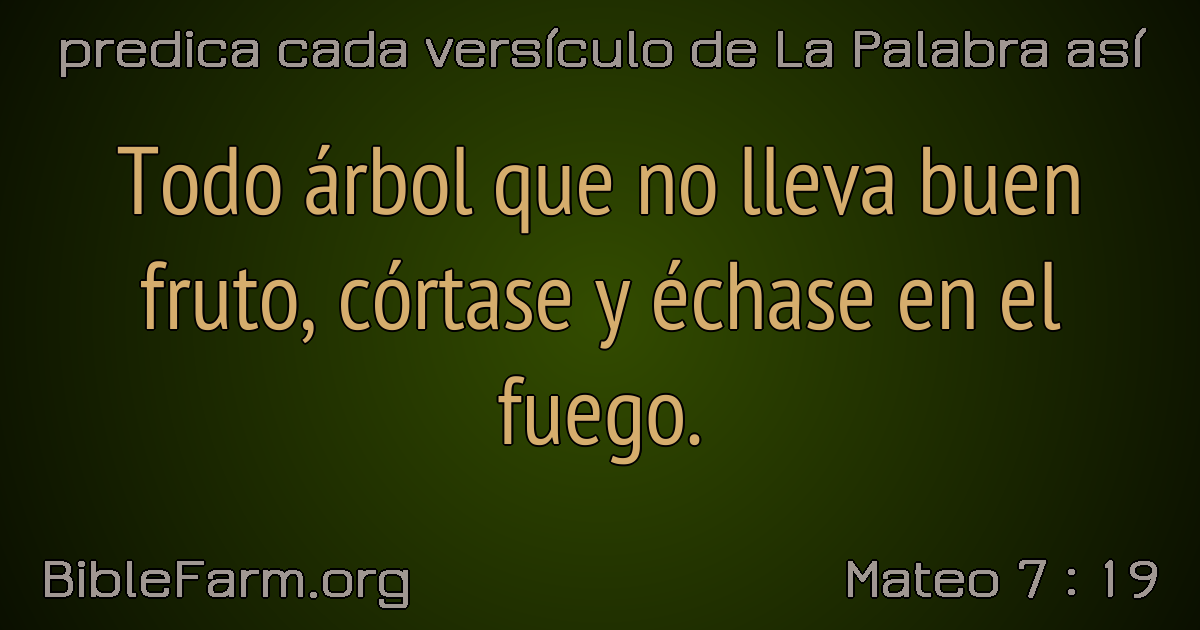 predica cada versículo de La Palabra así
Todo árbol que no lleva buen
fruto, córtase y échase en el
fuego.
BibleFarm.org
Mateo 7 : 19